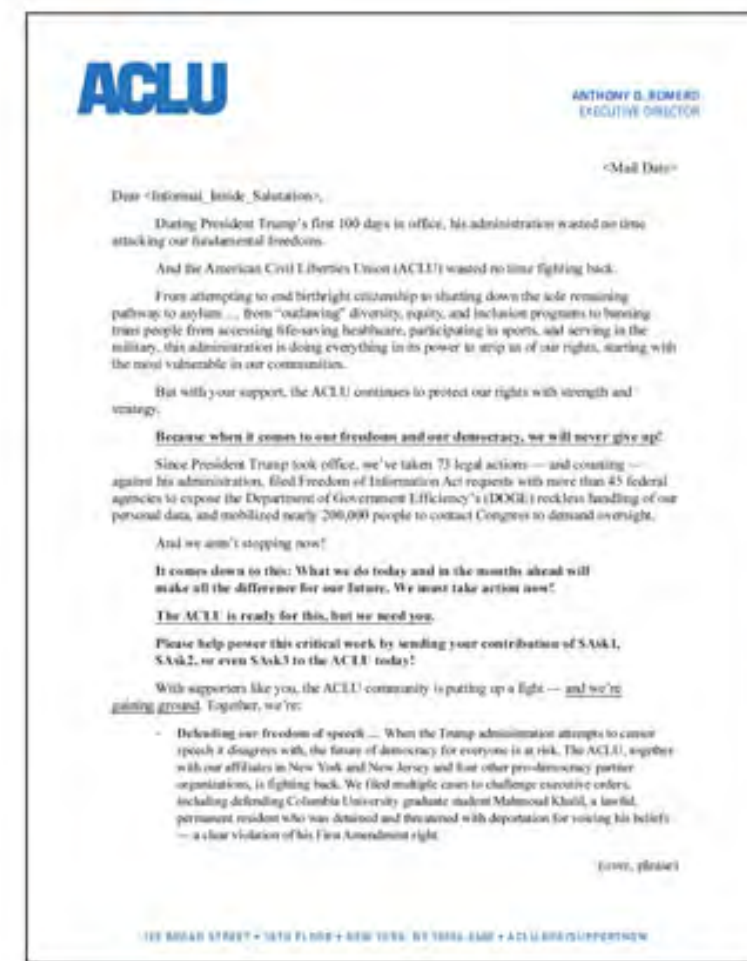 ACLU
ANTHONY D. ROMERO
EXECUTIVE DIRECTOR
<Mail Date>
Dear <Informal_Inside_Salutation>,
During President Trump's first 100 days in office, his administration wasted no time
attacking our fundamental freedoms.
And the American Civil Liberties Union (ACLU) wasted no time fighting back.
From attempting to end birthright citizenship to shutting down the sole remaining
pathway to asylum … from "outlawing" diversity, equity, and inclusion programs to banning
trans people from accessing life-saving healthcare, participating in sports, and serving in the
military, this administration is doing everything in its power to strip us of our rights, starting with
the most vulnerable in our communities.
But with your support, the ACLU continues to protect our rights with strength and
strategy.
Because when it comes to our freedoms and our democracy, we will never give up!
Since President Trump took office, we've taken 73 legal actions — and counting —
against his administration, filed Freedom of Information Act requests with more than 45 federal
agencies to expose the Department of Government Efficiency's (DOGE) reckless handling of our
personal data, and mobilized nearly 200,000 people to contact Congress to demand oversight.
And we aren't stopping now!
It comes down to this: What we do today and in the months ahead will
make all the difference for our future. We must take action now!
The ACLU is ready for this, but we need you.
Please help power this critical work by sending your contribution of $Ask1,
$Ask2, or even $Ask3 to the ACLU today!
With supporters like you, the ACLU community is putting up a fight — and we're
gaining ground. Together, we're:
- Defending our freedom of speech … When the Trump administration attempts to censor
speech it disagrees with, the future of democracy for everyone is at risk. The ACLU, together
with our affiliates in New York and New Jersey and four other pro-democracy partner
organizations, is fighting back. We filed multiple cases to challenge executive orders,
including defending Columbia University graduate student Mahmoud Khalil, a lawful
permanent resident who was detained and threatened with deportation for voicing his beliefs
— a clear violation of his First Amendment right.
(over, please)
125 BROAD STREET • 18TH FLOOR • NEW YORK, NY 10004-2400 • ACLU.ORG/SUPPORTNOW